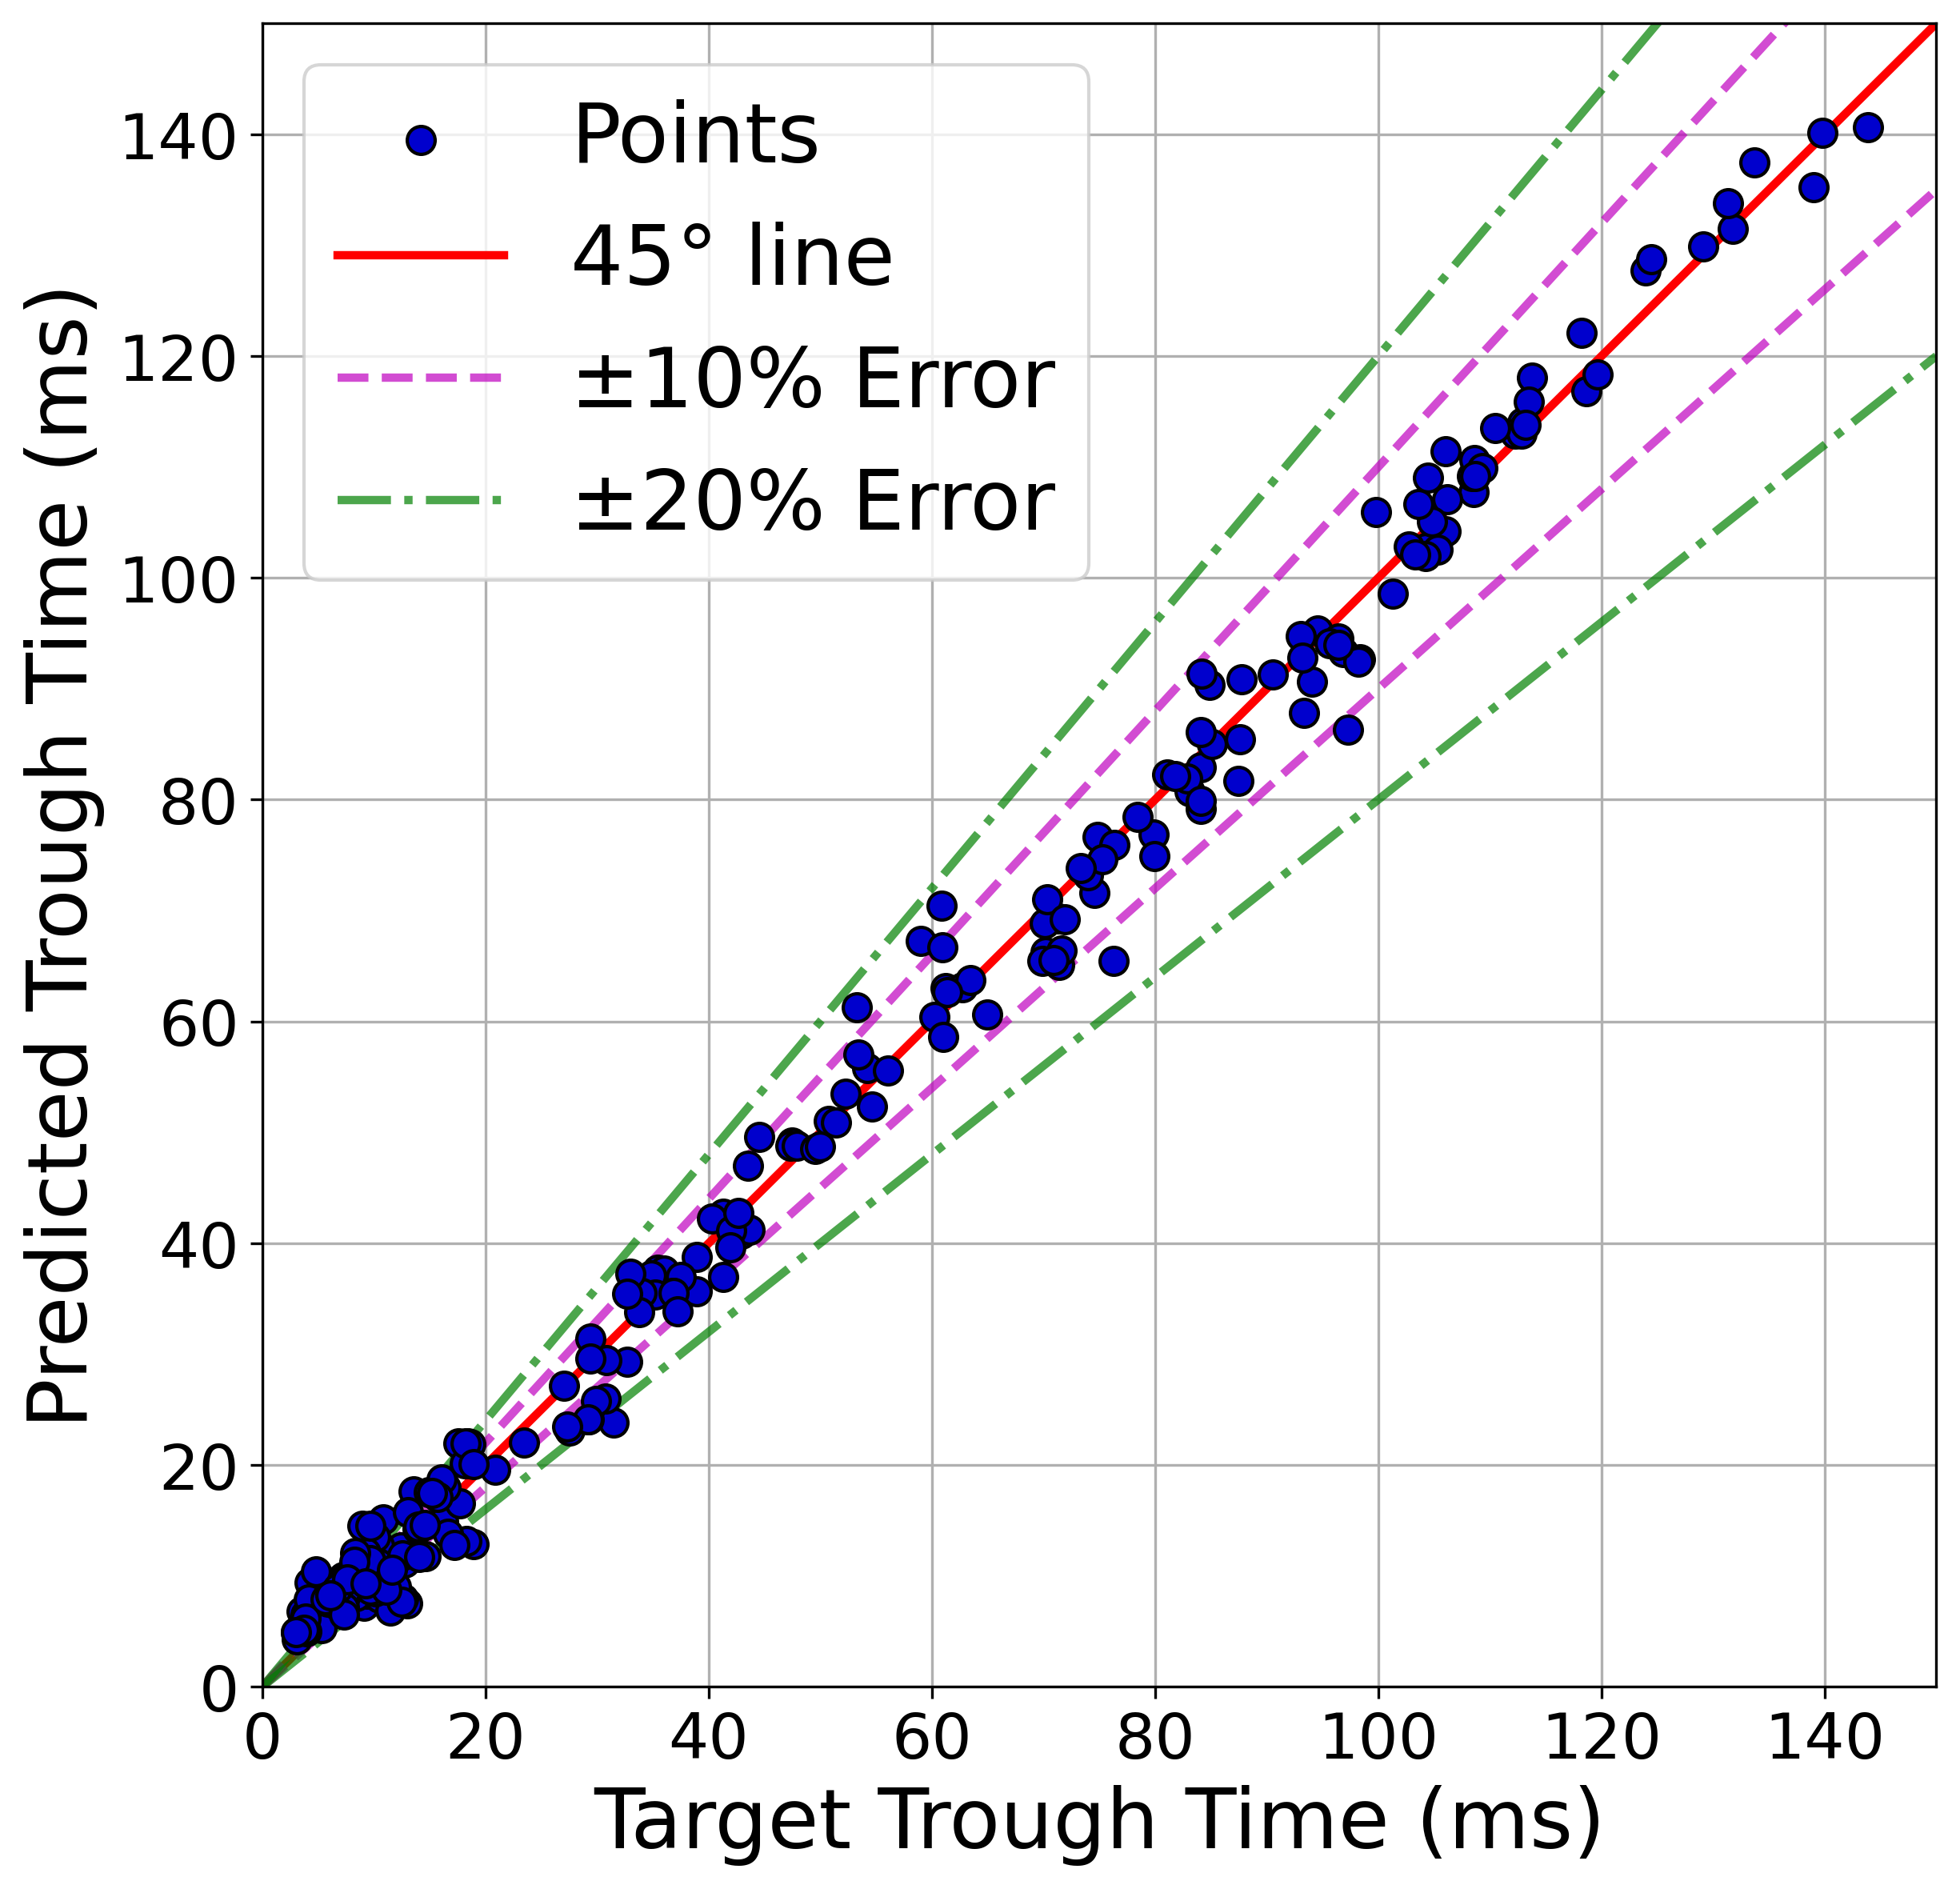 Points
45° line
±10% Error
±20% Error
Predicted Trough Time (ms)
140
120
100
80
60
40
20
0
0 20 40 60 80 100 120 140
Target Trough Time (ms)